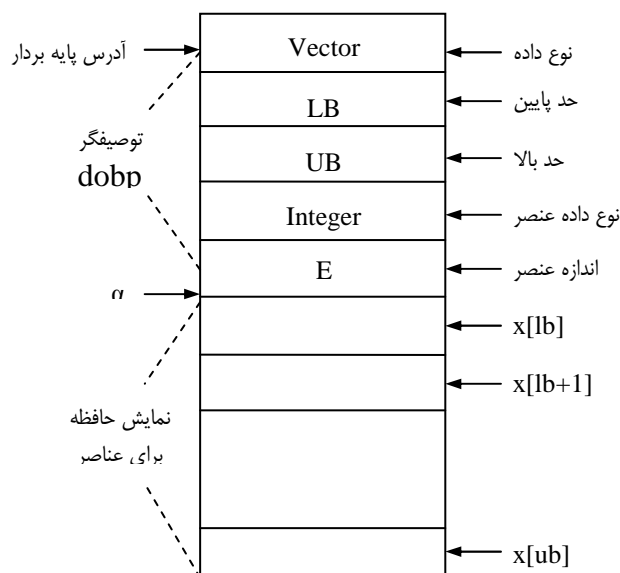 آدرس پایه بردار
Vector
نوع داده
LB
حد پایین
توصیفگر
dobp
UB
حد بالا
Integer
نوع داده عنصر
E
اندازه عنصر
α
x[lb]
x[lb+1]
نمایش حافظه
برای عناصر
x[ub]